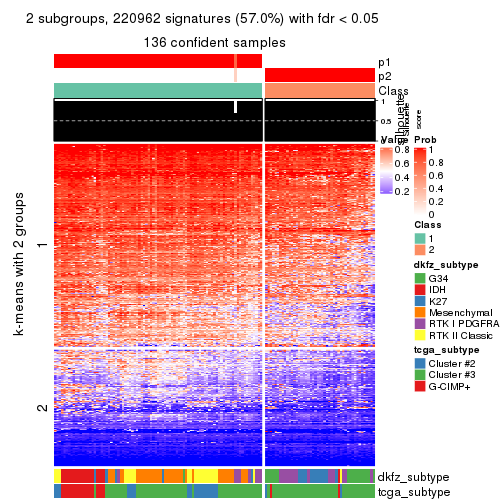 2 subgroups, 220962 signatures (57.0%) with fdr < 0.05
136 confident samples
p1
p2
Class
1
0.5
Silhouette
score
k-means with 2 groups
1
2
Value
0.8
0.6
0.4
0.2
Prob
1
0.8
0.6
0.4
0.2
0
Class
1
2
dkfz_subtype
G34
IDH
K27
Mesenchymal
RTK I PDGFRA
RTK II Classic
tcga_subtype
Cluster #2
Cluster #3
G-CIMP+
dkfz_subtype
tcga_subtype